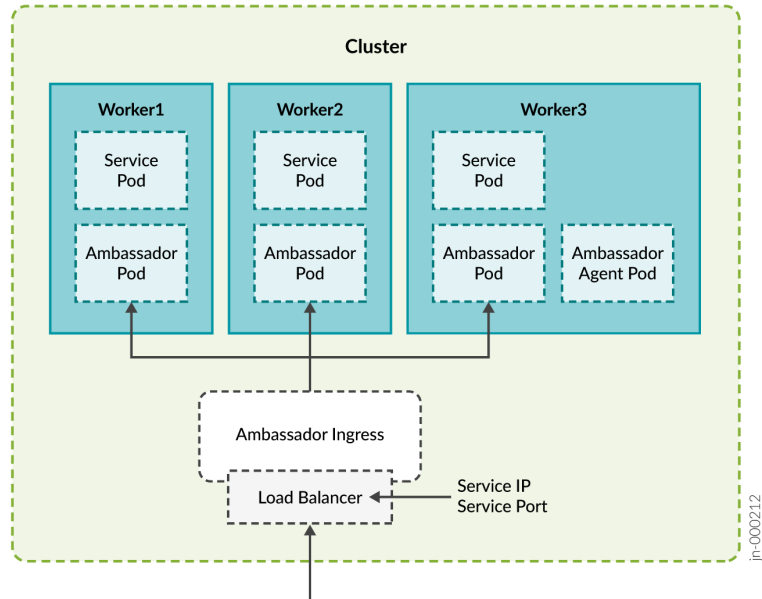 Cluster
Worker1
Service
Pod
Ambassador
Pod
Worker2
Service
Pod
Ambassador
Pod
Worker3
Service
Pod
Ambassador
Pod
Ambassador
Agent Pod
Ambassador Ingress
Load Balancer
Service IP
Service Port
jn-000212